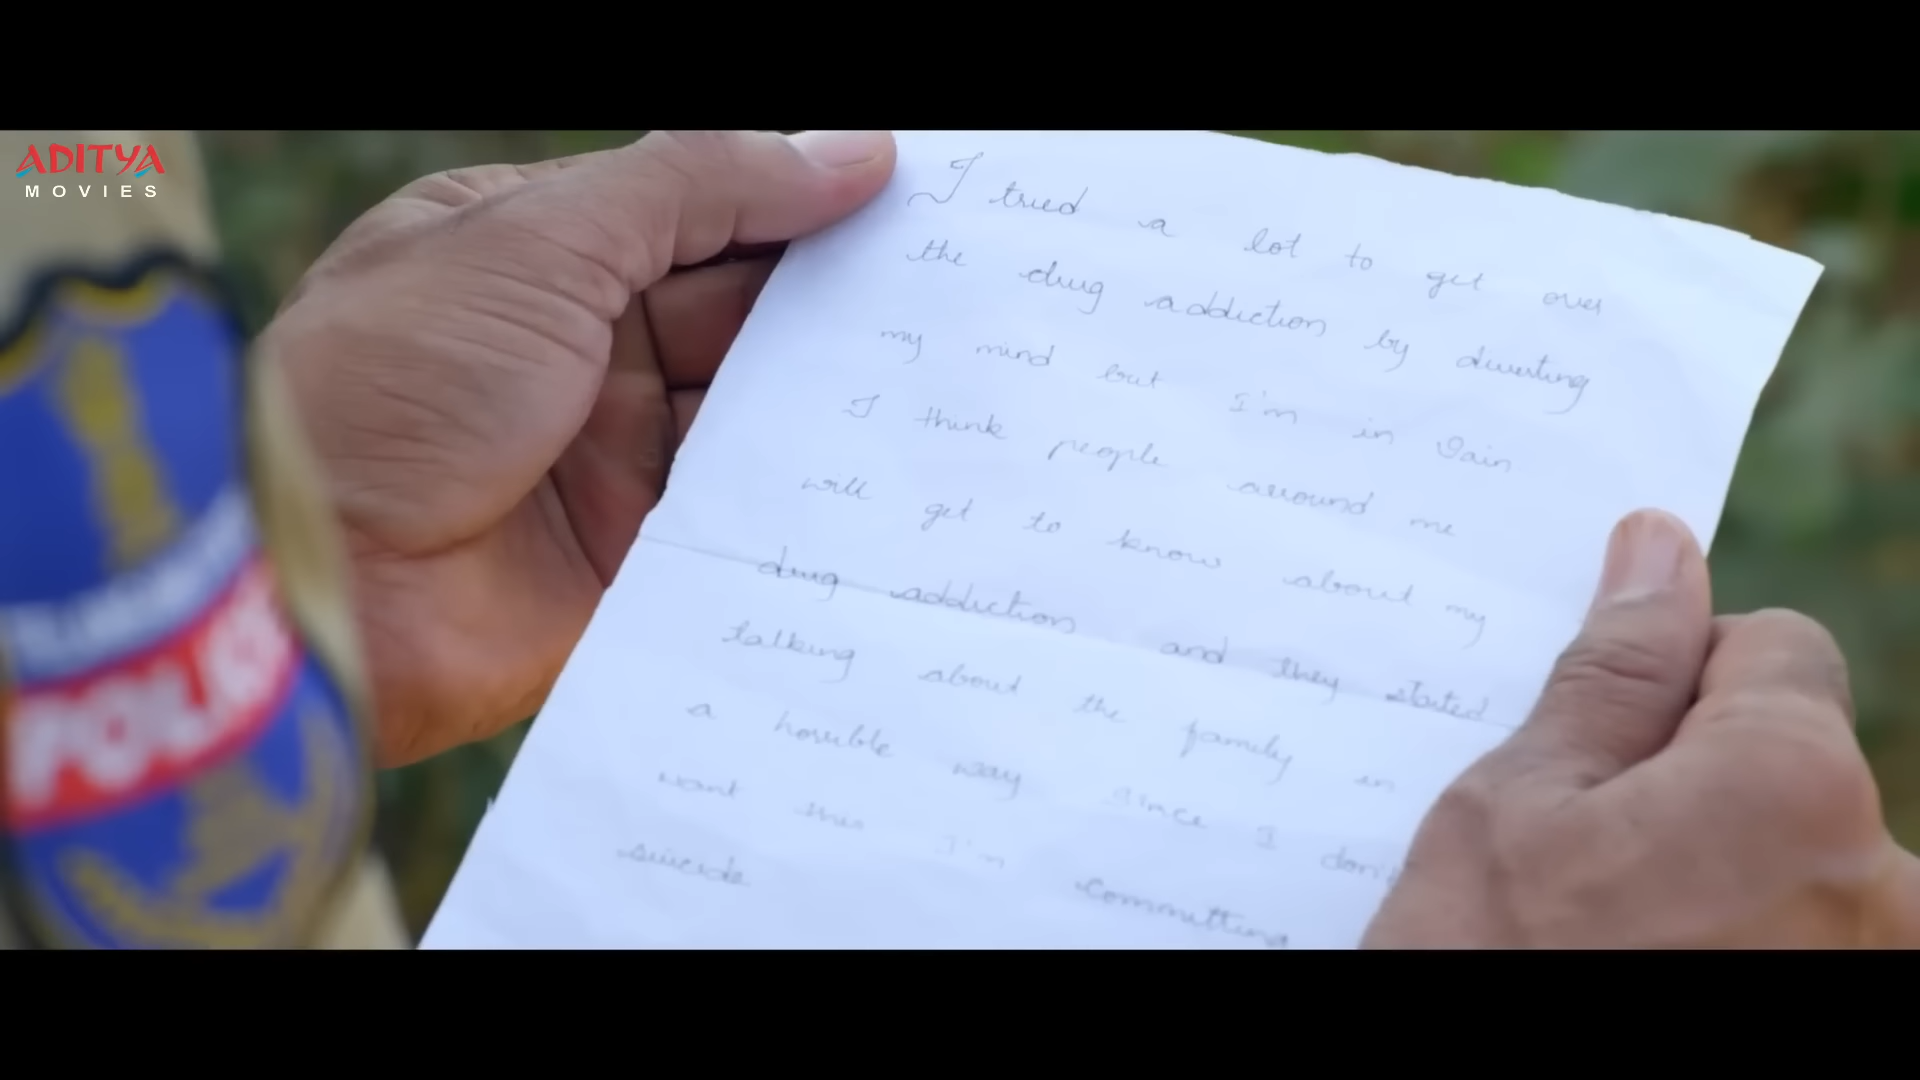 ADITYA
MOVIES
I tried a lot to get over
the drug addiction by diverting
my mind but I'm in Vain
I think people around me
will get to know about my
drug addiction and they started
talking about the family in
a horrible way since I don't
want this I'm committing
suicide
POLICE